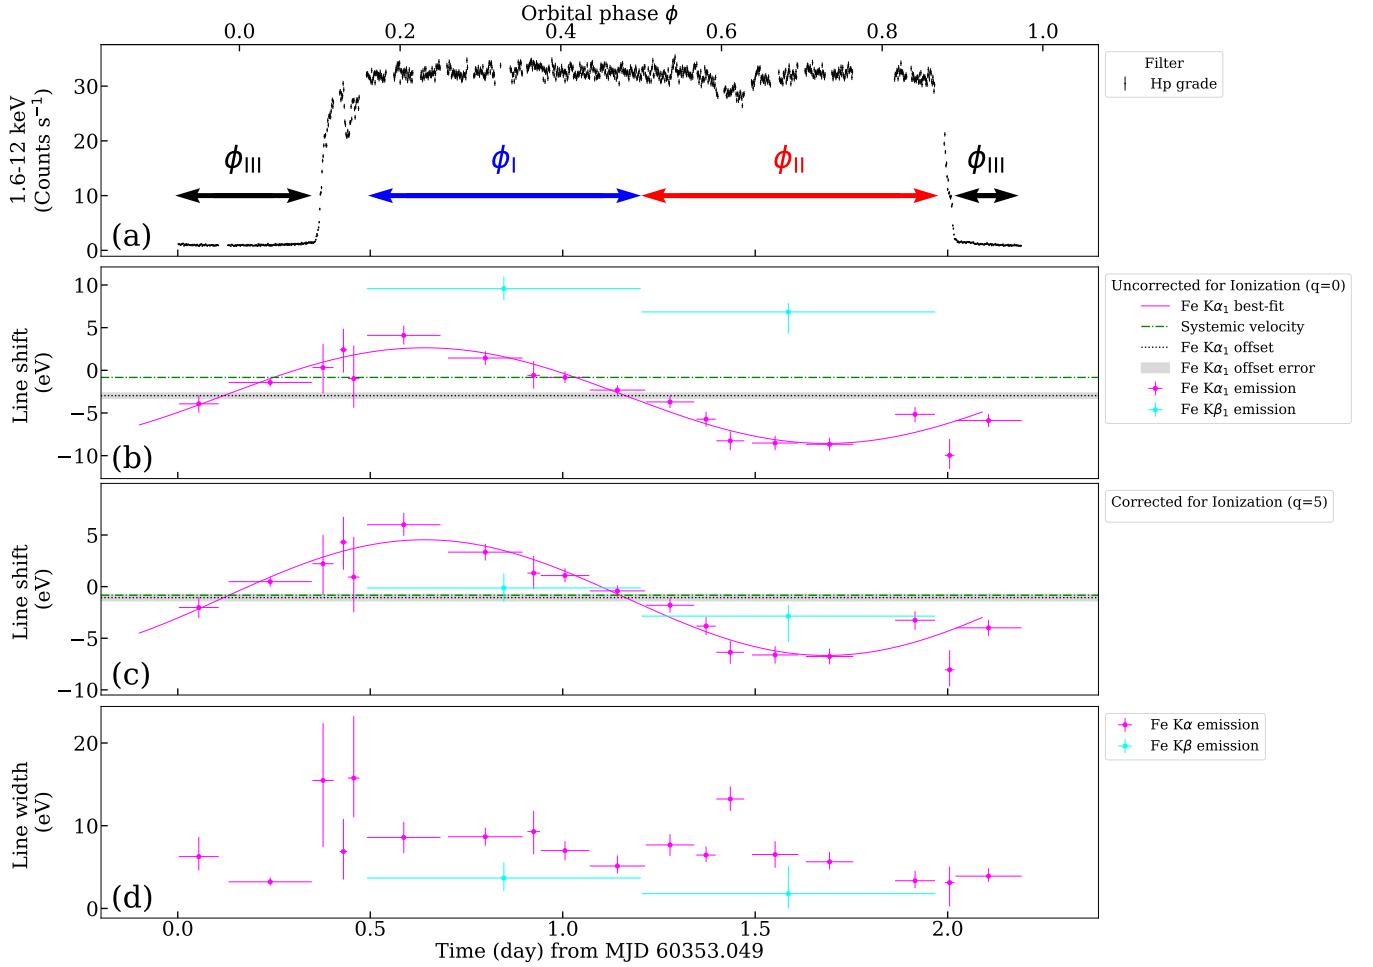 Orbital phase ϕ
0.0 0.2 0.4 0.6 0.8 1.0
1.6-12 keV
(Counts s⁻¹)
30
20
10
0
ϕ_III ϕ_I ϕ_II ϕ_III
(a)
Filter
Hp grade
Line shift
(eV)
10
5
0
−5
−10
(b)
Uncorrected for Ionization (q=0)
Fe Kα₁ best-fit
Systemic velocity
Fe Kα₁ offset
Fe Kα₁ offset error
Fe Kα₁ emission
Fe Kβ₁ emission
Line shift
(eV)
5
0
−5
−10
(c)
Corrected for Ionization (q=5)
Line width
(eV)
20
10
0
(d)
Fe Kα emission
Fe Kβ emission
0.0 0.5 1.0 1.5 2.0
Time (day) from MJD 60353.049